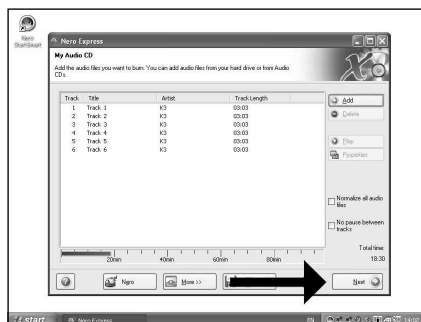 Nero
StartSmart
Nero Express
My Audio CD
Add the audio files you want to burn. You can add audio files from your hard drive or from Audio
CDs.
Track Title Artist Track Length
1 Track 1 K3 03:03
2 Track 2 K3 03:03
3 Track 3 K3 03:03
4 Track 4 K3 03:03
5 Track 5 K3 03:03
6 Track 6 K3 03:03
Add
Delete
Play
Properties
Normalize all audio
files
No pause between
tracks
Total time
18:30
20min 40min 60min 80min
Nero More >> Next
start Nero Express EN 14:02